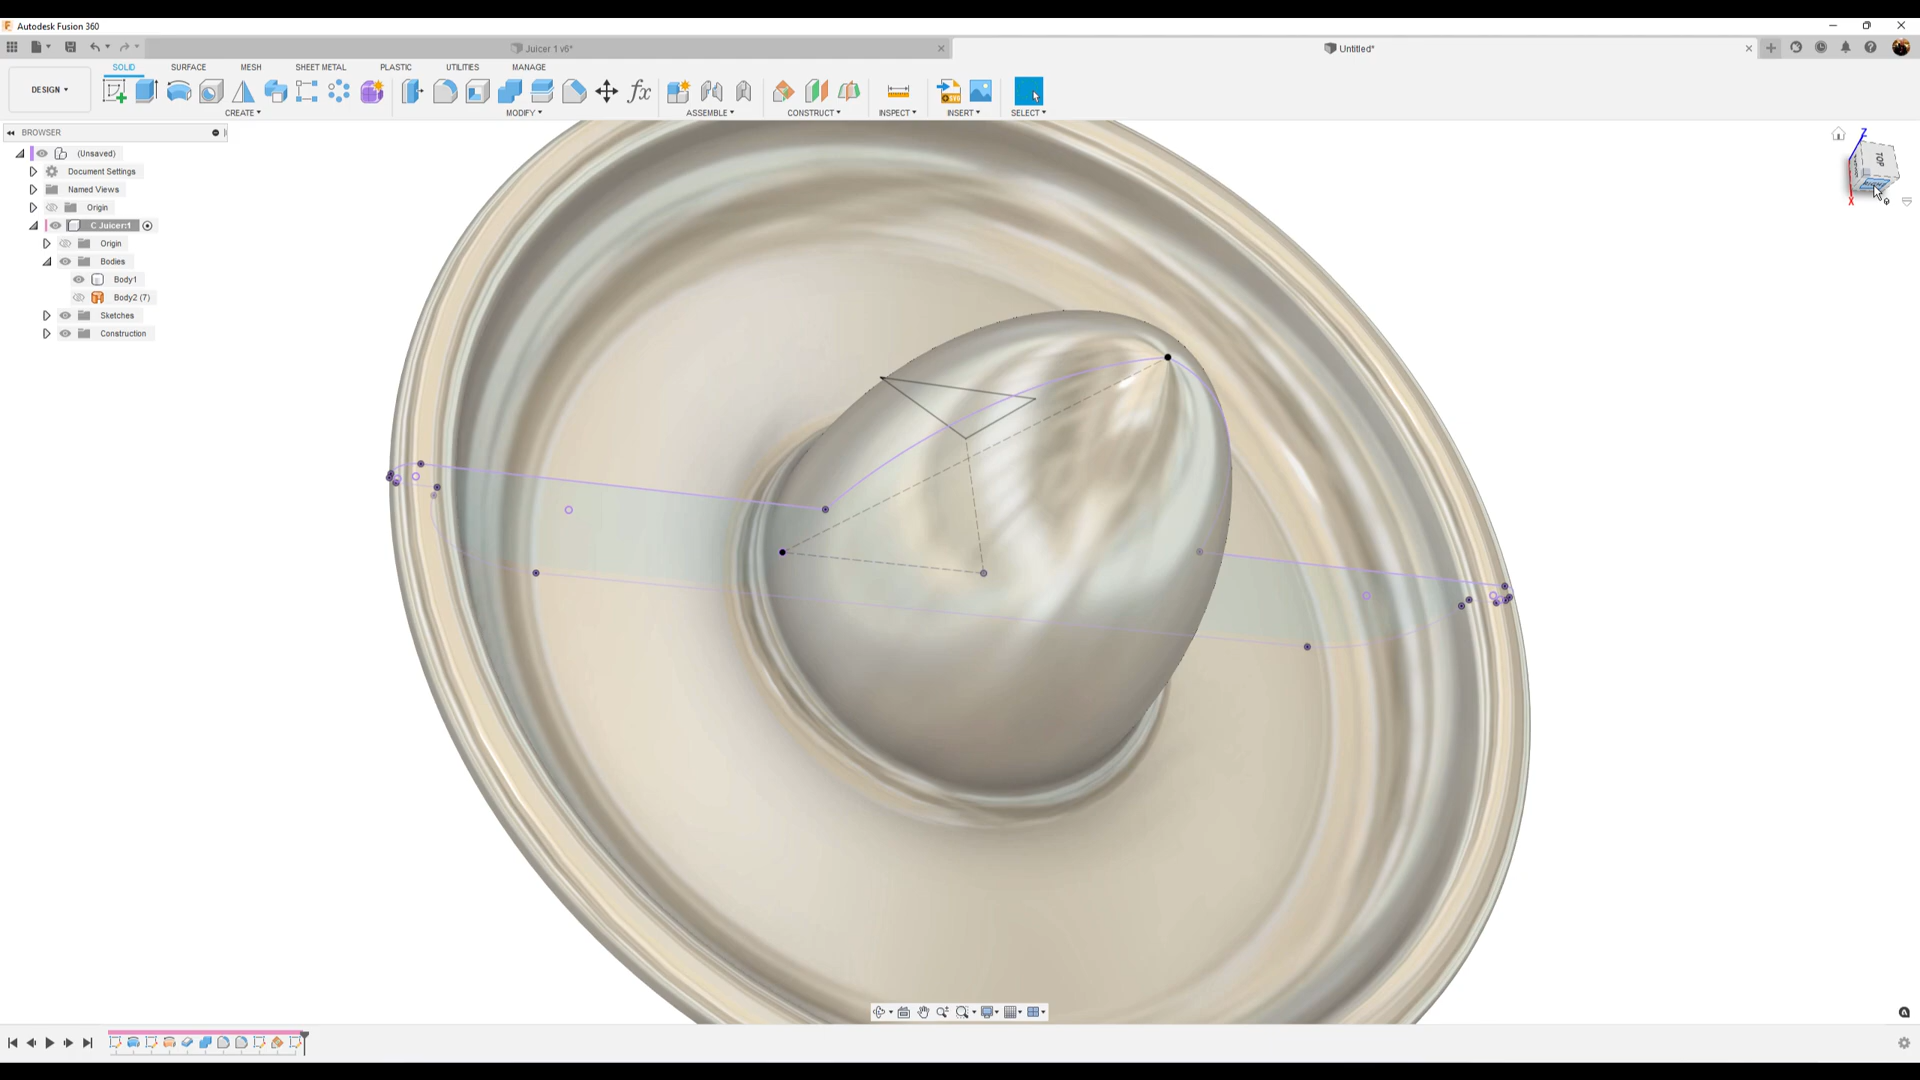 Autodesk Fusion 360
Juicer 1 v6*
Untitled*
SOLID SURFACE MESH SHEET METAL PLASTIC UTILITIES MANAGE
DESIGN ▾
CREATE ▾ MODIFY ▾ ASSEMBLE ▾ CONSTRUCT ▾ INSPECT ▾ INSERT ▾ SELECT ▾
BROWSER
(Unsaved)
Document Settings
Named Views
Origin
C Juicer:1
Origin
Bodies
Body1
Body2 (7)
Sketches
Construction
Z
TOP
X